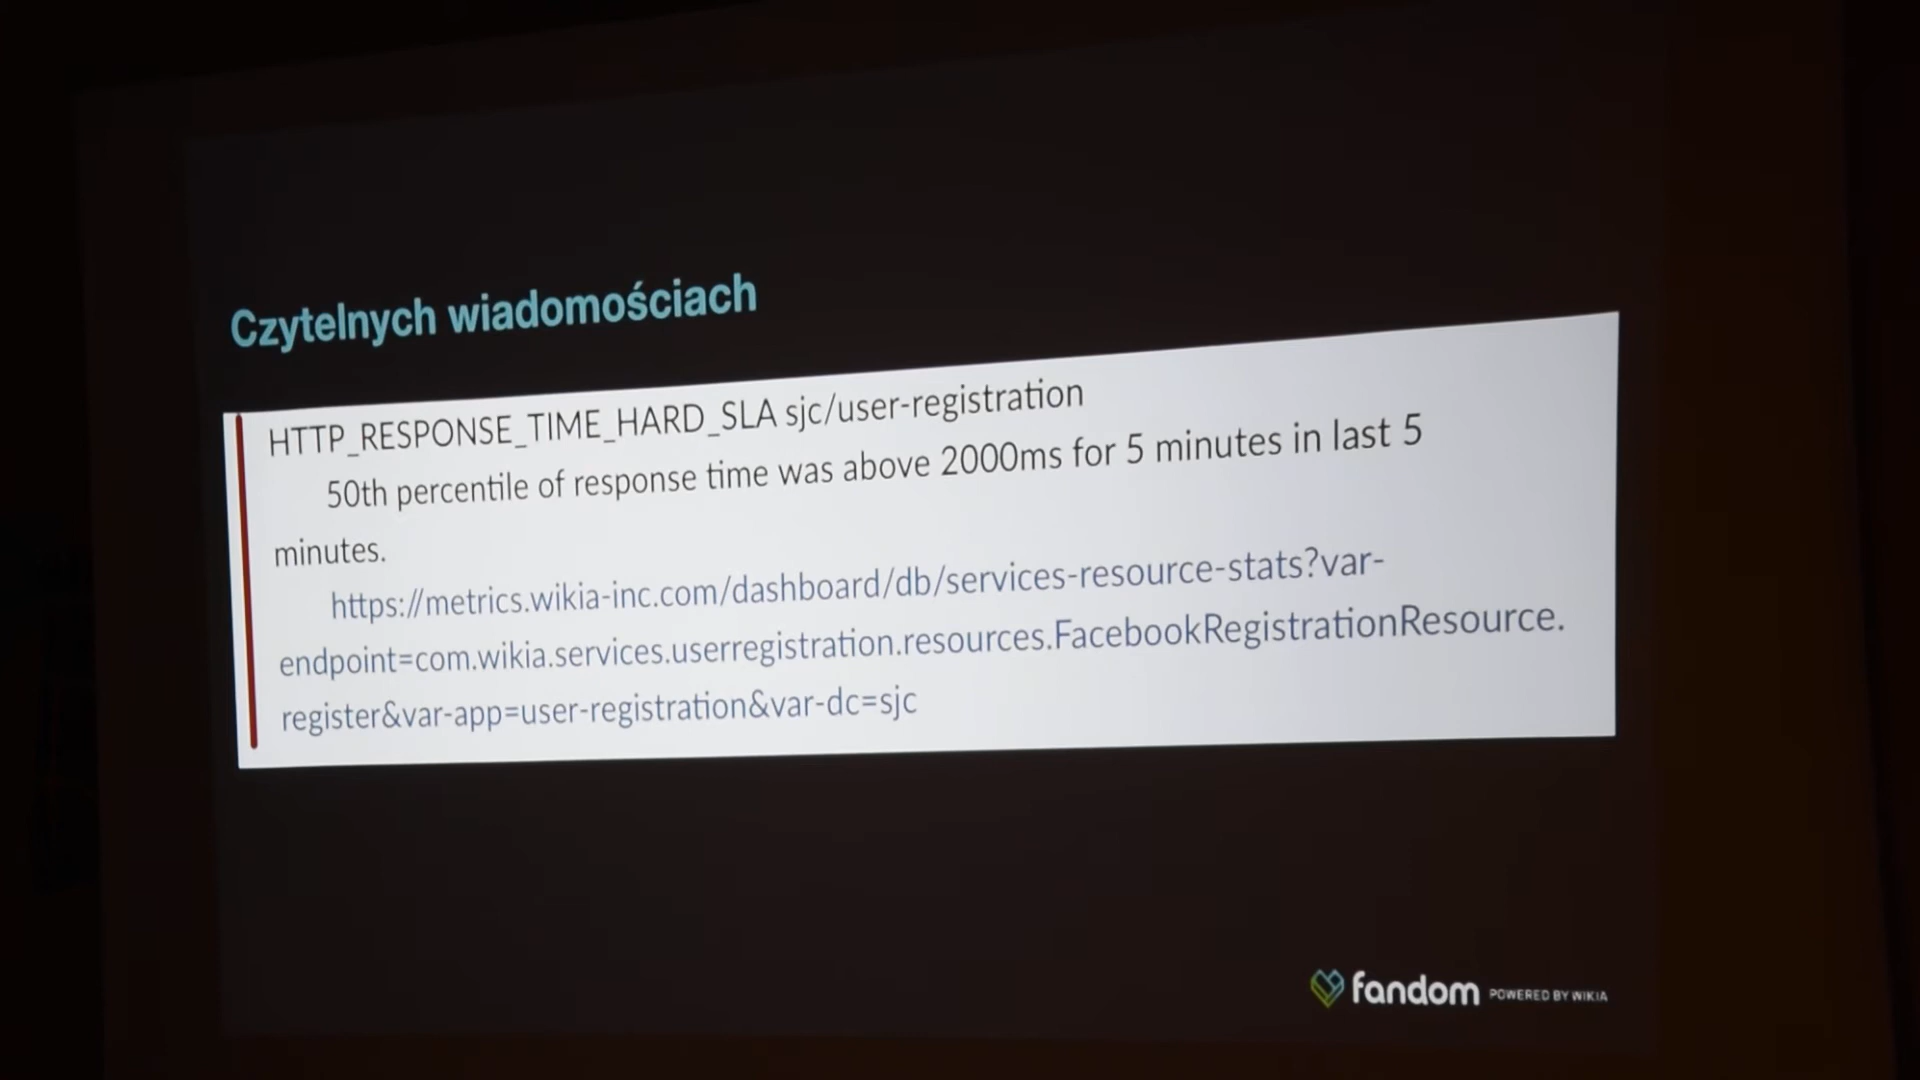 Czytelnych wiadomościach
HTTP_RESPONSE_TIME_HARD_SLA sjc/user-registration
50th percentile of response time was above 2000ms for 5 minutes in last 5
minutes.
https://metrics.wikia-inc.com/dashboard/db/services-resource-stats?var-
endpoint=com.wikia.services.userregistration.resources.FacebookRegistrationResource.
register&var-app=user-registration&var-dc=sjc
fandom POWERED BY WIKIA